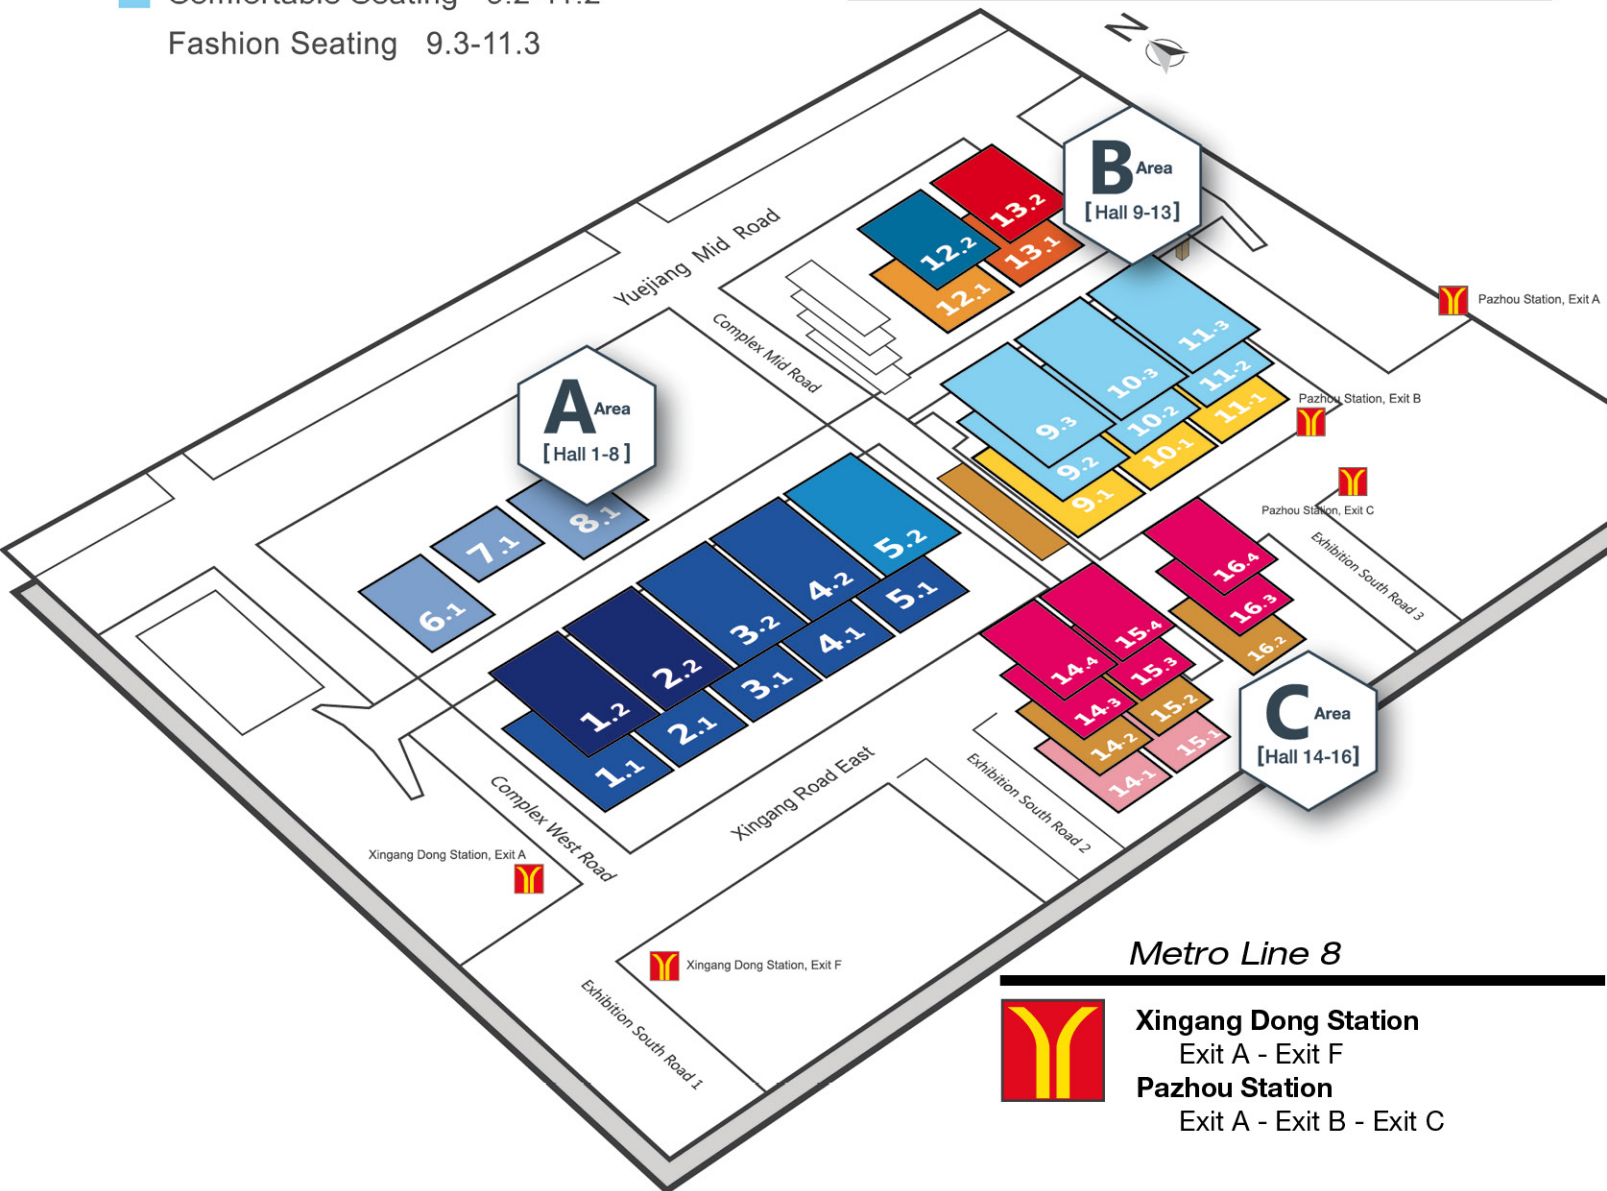 Comfortable Seating 9.2-11.2
Fashion Seating 9.3-11.3
N
B Area
[ Hall 9-13]
13.2
12.2
13.1
12.1
Yuejiang Mid Road
Complex Mid Road
Pazhou Station, Exit A
11.3
10.3
11.2
9.3
10.2
11.1
9.2
10.1
9.1
Pazhou Station, Exit B
Pazhou Station, Exit C
Exhibition South Road 3
A Area
[ Hall 1-8 ]
8.1
7.1
6.1
5.2
4.2
5.1
3.2
4.1
2.2
3.1
1.2
2.1
1.1
16.4
16.3
16.2
15.4
14.4
15.3
14.3
15.2
14.2
15.1
14.1
C Area
[Hall 14-16]
Xingang Road East
Exhibition South Road 2
Complex West Road
Xingang Dong Station, Exit A
Xingang Dong Station, Exit F
Exhibition South Road 1
Metro Line 8
Xingang Dong Station
Exit A - Exit F
Pazhou Station
Exit A - Exit B - Exit C